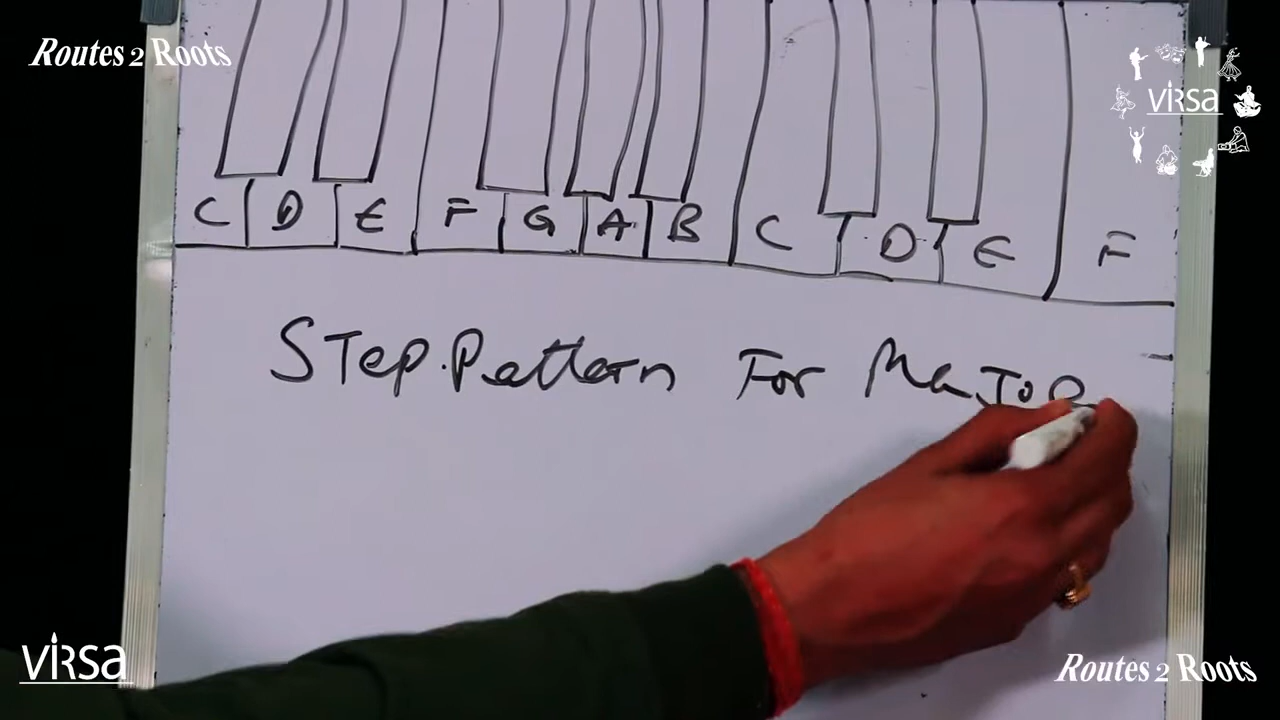 Routes 2 Roots
ViRSa
C D E F G A B C D E F
STep.Pattern For MaJoR
ViRSa
Routes 2 Roots